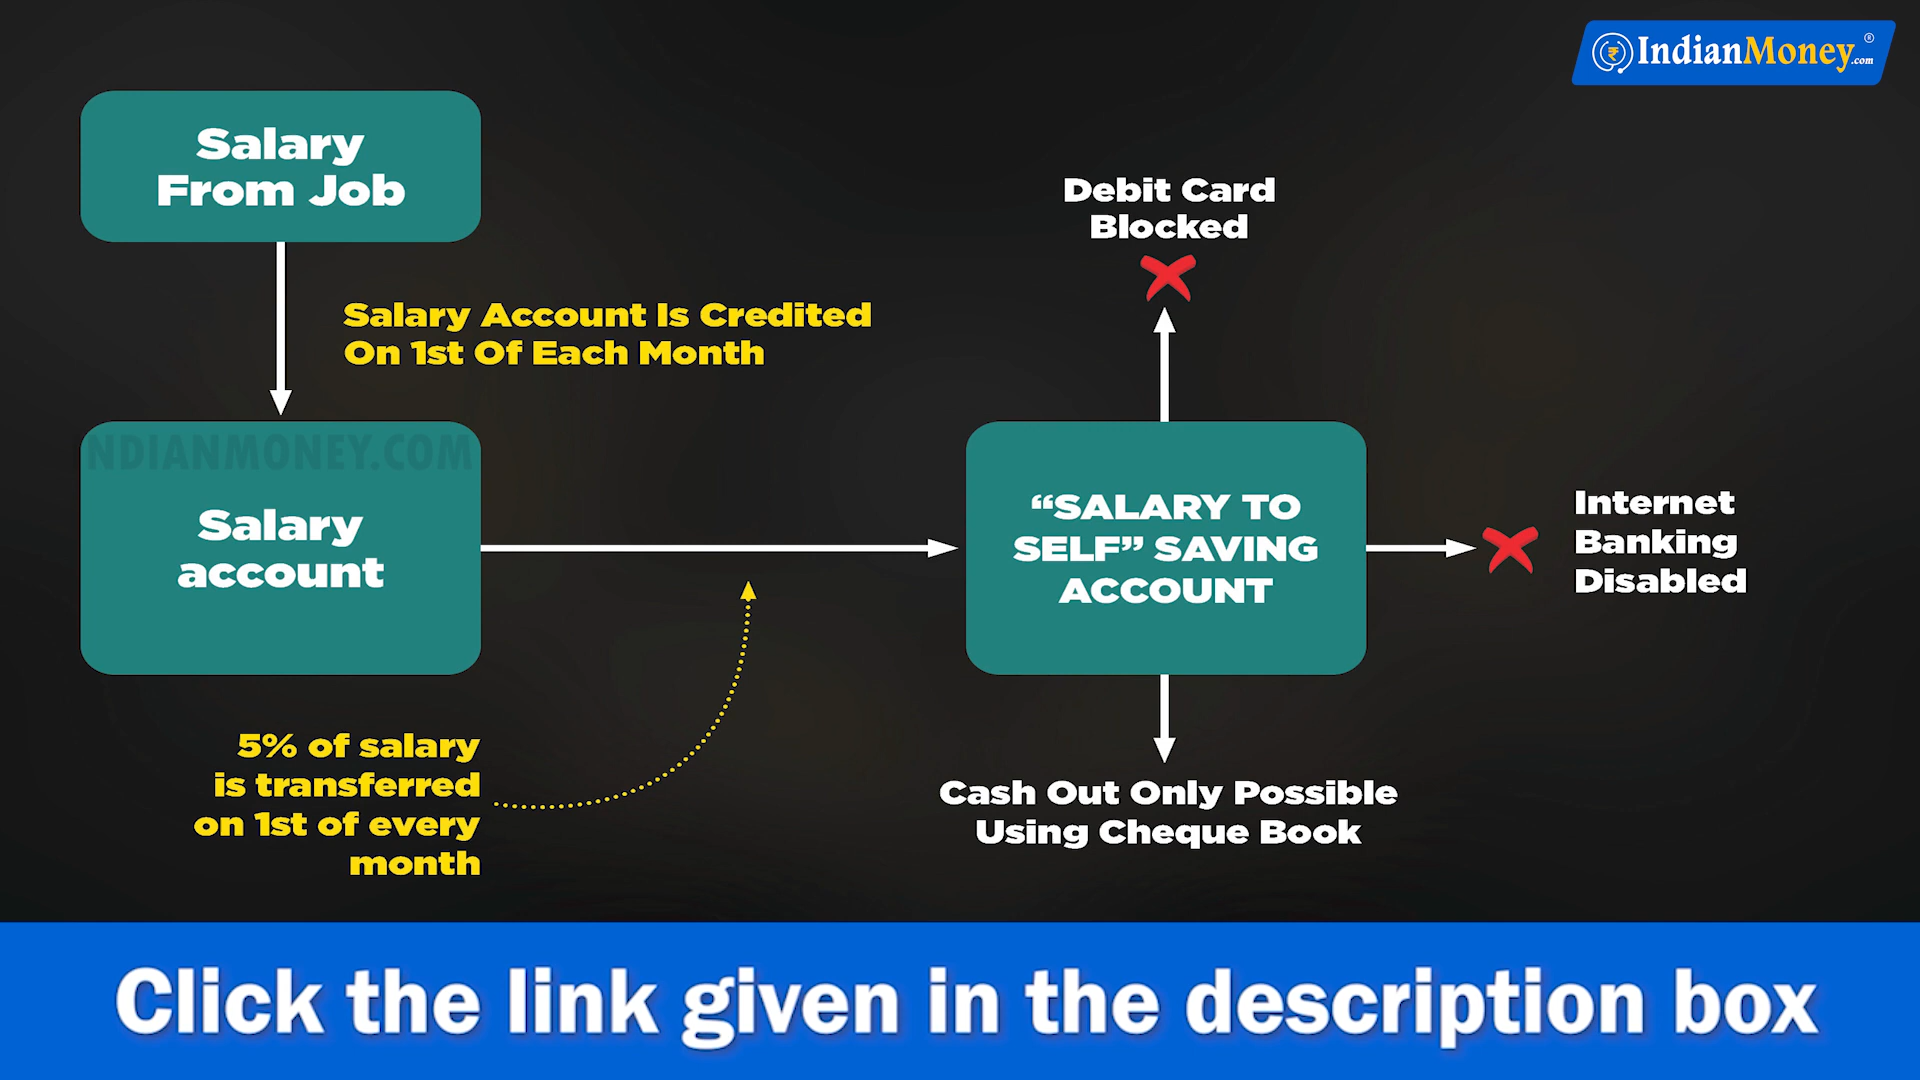 IndianMoney.com®
Salary
From Job
Debit Card
Blocked
Salary Account Is Credited
On 1st Of Each Month
NDIANMONEY.COM
Salary
account
“SALARY TO
SELF” SAVING
ACCOUNT
Internet
Banking
Disabled
5% of salary
is transferred
on 1st of every
month
Cash Out Only Possible
Using Cheque Book
Click the link given in the description box